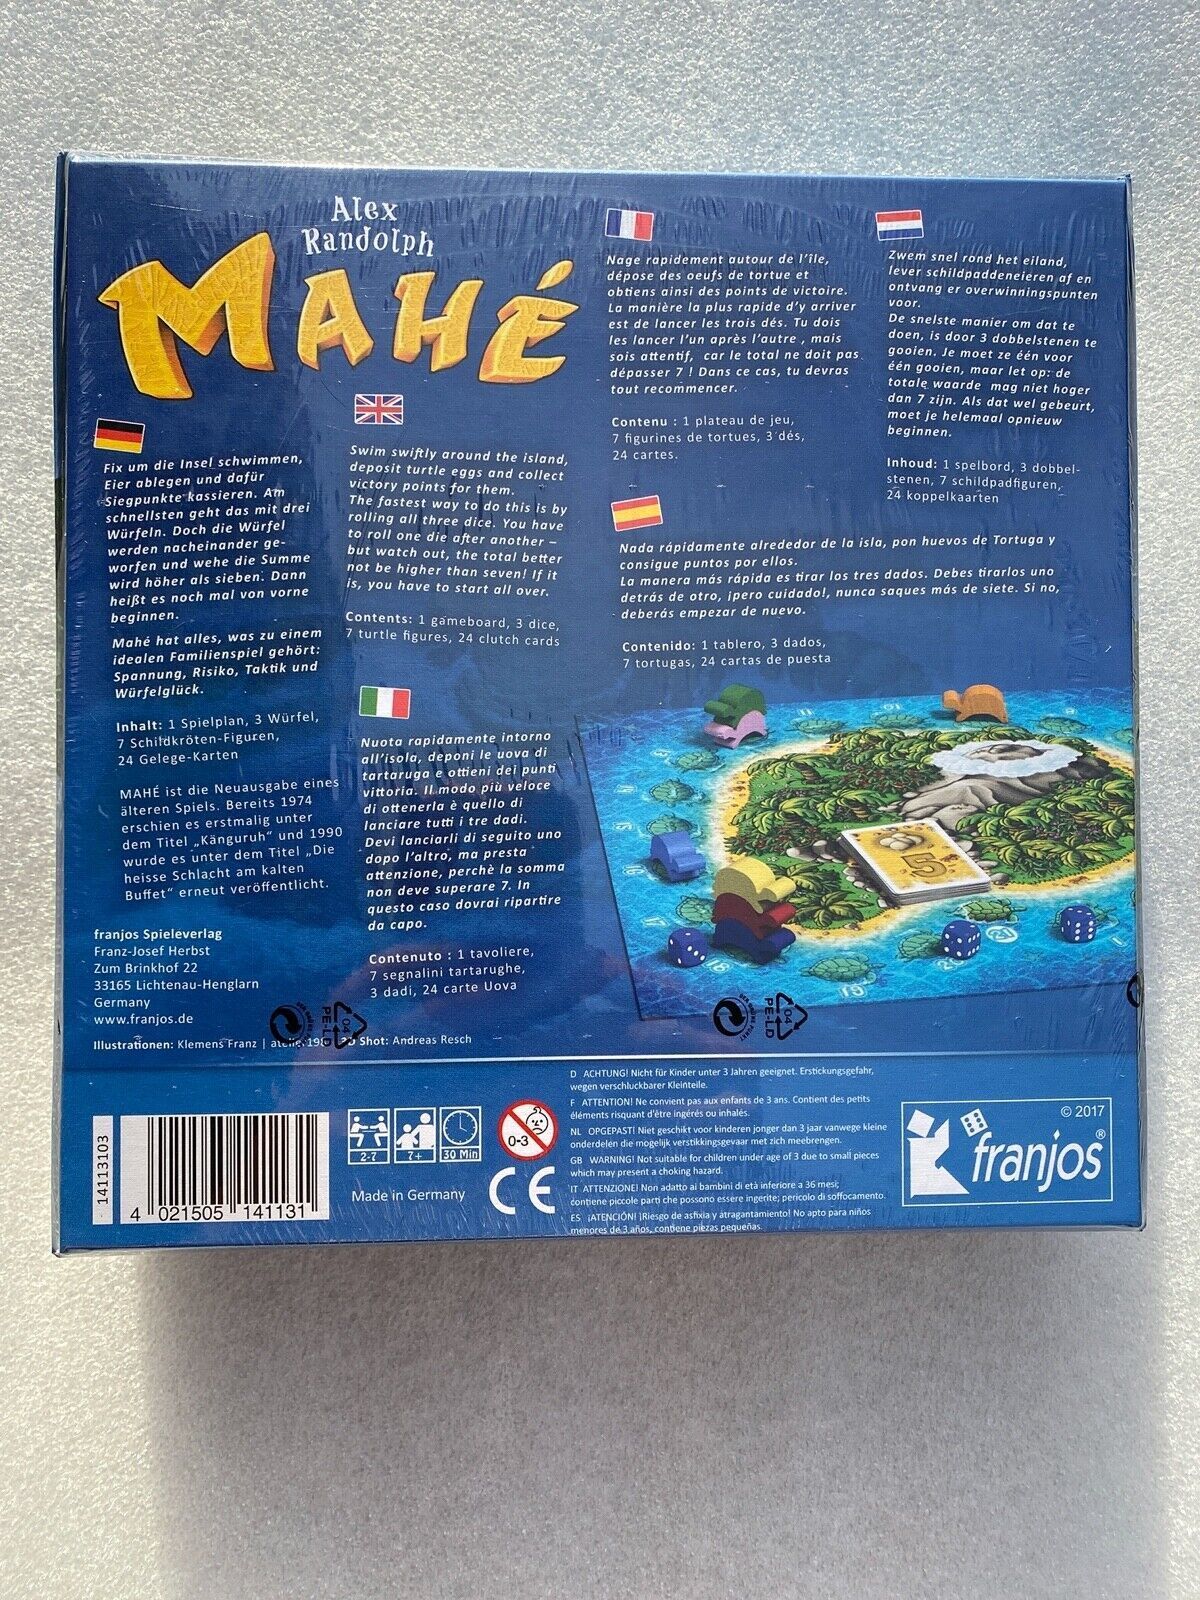 Alex
Randolph
MAHÉ
Fix um die Insel schwimmen,
Eier ablegen und dafür
Siegpunkte kassieren. Am
schnellsten geht das mit drei
Würfeln. Doch die Würfel
werden nacheinander ge-
worfen und wehe die Summe
wird höher als sieben. Dann
heißt es noch mal von vorne
beginnen.
Mahé hat alles, was zu einem
idealen Familienspiel gehört:
Spannung, Risiko, Taktik und
Würfelglück.
Inhalt: 1 Spielplan, 3 Würfel,
7 Schildkröten-Figuren,
24 Gelege-Karten
MAHÉ ist die Neuausgabe eines
älteren Spiels. Bereits 1974
erschien es erstmalig unter
dem Titel „Känguruh“ und 1990
wurde es unter dem Titel „Die
heisse Schlacht am kalten
Buffet“ erneut veröffentlicht.
franjos Spieleverlag
Franz-Josef Herbst
Zum Brinkhof 22
33165 Lichtenau-Henglarn
Germany
www.franjos.de
Illustrationen: Klemens Franz | Shot: Andreas Resch
Swim swiftly around the island,
deposit turtle eggs and collect
victory points for them.
The fastest way to do this is by
rolling all three dice. You have
to roll one die after another –
but watch out, the total better
not be higher than seven! If it
is, you have to start all over.
Contents: 1 gameboard, 3 dice,
7 turtle figures, 24 clutch cards
Nuota rapidamente intorno
all'isola, deponi le uova di
tartaruga e ottieni dei punti
vittoria. Il modo più veloce
di ottenerla è quello di
lanciare tutti i tre dadi.
Devi lanciarli di seguito uno
dopo l'altro, ma presta
attenzione, perchè la somma
non deve superare 7. In
questo caso dovrai ripartire
da capo.
Contenuto : 1 tavoliere,
7 segnalini tartarughe,
3 dadi, 24 carte Uova
Nage rapidement autour de l'île,
dépose des oeufs de tortue et
obtiens ainsi des points de victoire.
La manière la plus rapide d'y arriver
est de lancer les trois dés. Tu dois
les lancer l'un après l'autre , mais
sois attentif, car le total ne doit pas
dépasser 7 ! Dans ce cas, tu devras
tout recommencer.
Contenu : 1 plateau de jeu,
7 figurines de tortues, 3 dés,
24 cartes.
Zwem snel rond het eiland,
lever schildpaddeneieren af en
ontvang er overwinningspunten
voor.
De snelste manier om dat te
doen, is door 3 dobbelstenen te
gooien. Je moet ze één voor
één gooien, maar let op: de
totale waarde mag niet hoger
dan 7 zijn. Als dat wel gebeurt,
moet je helemaal opnieuw
beginnen.
Inhoud: 1 spelbord, 3 dobbel-
stenen, 7 schildpadfiguren,
24 koppelkaarten
Nada rápidamente alrededor de la isla, pon huevos de Tortuga y
consigue puntos por ellos.
La manera más rápida es tirar los tres dados. Debes tirarlos uno
detrás de otro, ¡pero cuidado!, nunca saques más de siete. Si no,
deberás empezar de nuevo.
Contenido: 1 tablero, 3 dados,
7 tortugas, 24 cartas de puesta
5
04
PE-LD
04
PE-LD
14113103
4 021505 141131
2-7
7+
30 Min
0-3
Made in Germany
CE
D ACHTUNG! Nicht für Kinder unter 3 Jahren geeignet. Erstickungsgefahr,
wegen verschluckbarer Kleinteile.
F ATTENTION! Ne convient pas aux enfants de 3 ans. Contient des petits
éléments risquant d'être ingérés ou inhalés.
NL OPGEPAST! Niet geschikt voor kinderen jonger dan 3 jaar vanwege kleine
onderdelen die mogelijk verstikkingsgevaar met zich meebrengen.
GB WARNING! Not suitable for children under age of 3 due to small pieces
which may present a choking hazard.
IT ATTENZIONE! Non adatto ai bambini di età inferiore a 36 mesi;
contiene piccole parti che possono essere ingerite; pericolo di soffocamento.
ES ¡ATENCIÓN! ¡Riesgo de asfixia y atragantamiento! No apto para niños
menores de 3 años, contiene piezas pequeñas.
© 2017
franjos®